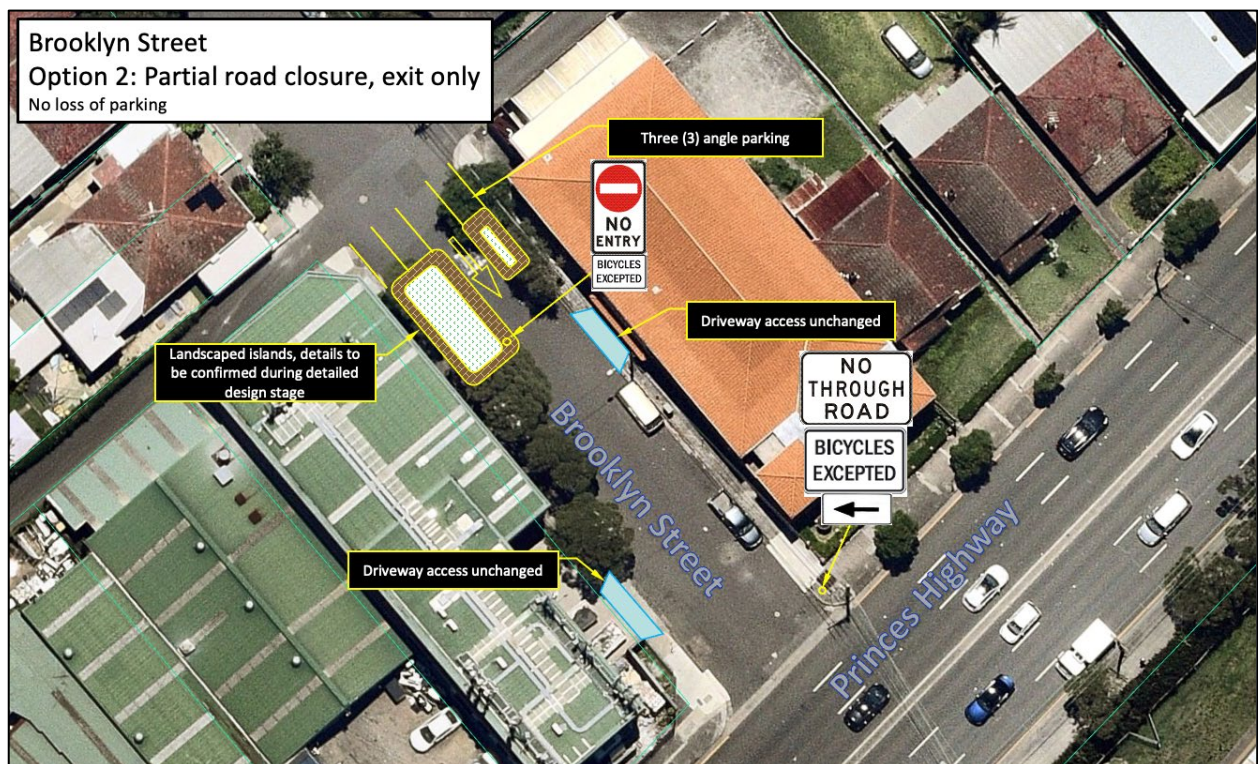 Brooklyn Street
Option 2: Partial road closure, exit only
No loss of parking
Three (3) angle parking
NO
ENTRY
BICYCLES
EXCEPTED
Driveway access unchanged
Landscaped islands, details to
be confirmed during detailed
design stage
NO
THROUGH
ROAD
BICYCLES
EXCEPTED
Brooklyn Street
Driveway access unchanged
Princes Highway